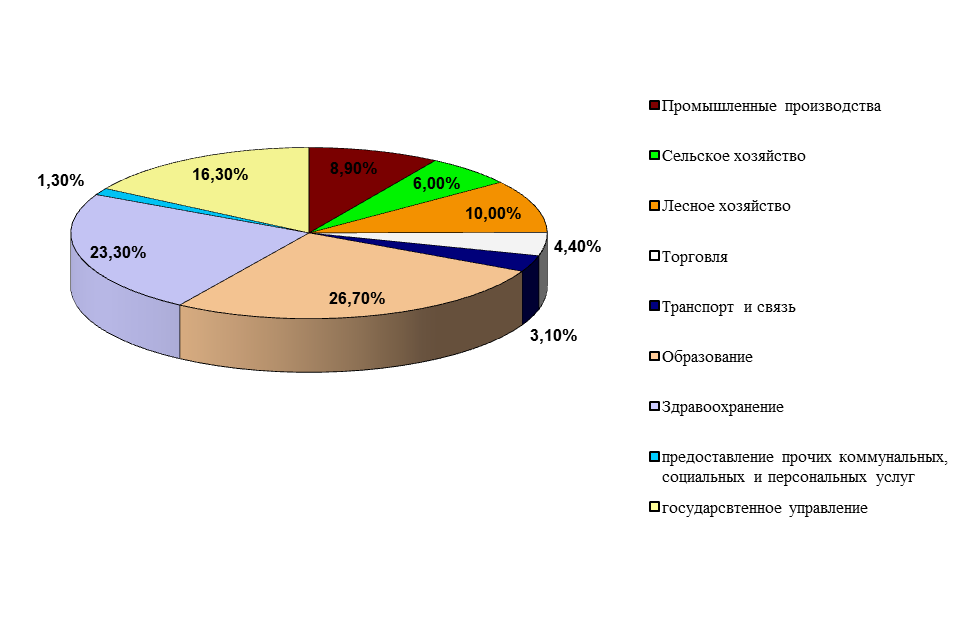 8,90%
6,00%
10,00%
4,40%
3,10%
26,70%
23,30%
1,30%
16,30%
Промышленные производства
Сельское хозяйство
Лесное хозяйство
Торговля
Транспорт и связь
Образование
Здравоохранение
предоставление прочих коммунальных,
социальных и персональных услуг
государсвтенное управление